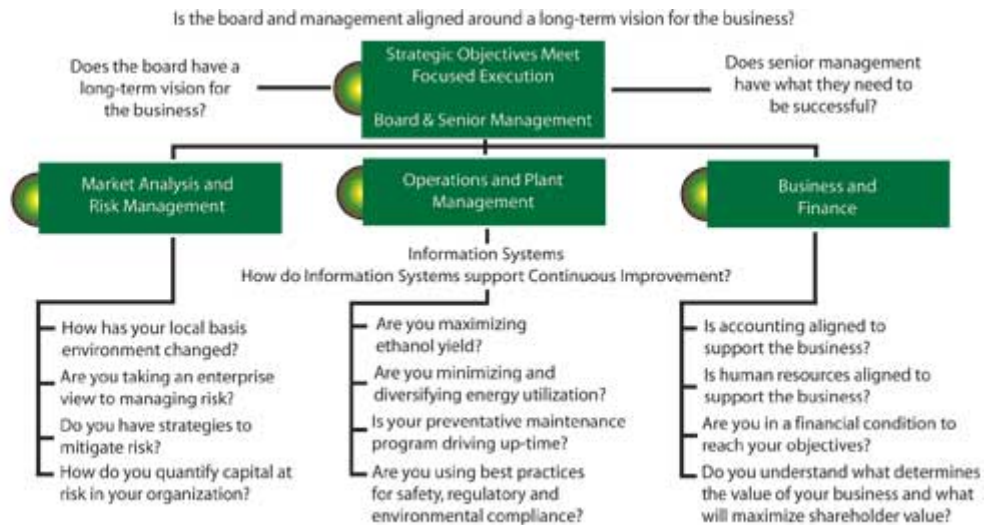 Is the board and management aligned around a long-term vision for the business?
Does the board have a
long-term vision for
the business?
Strategic Objectives Meet
Focused Execution
Board & Senior Management
Does senior management
have what they need to
be successful?
Market Analysis and
Risk Management
Operations and Plant
Management
Business and
Finance
Information Systems
How do Information Systems support Continuous Improvement?
How has your local basis
environment changed?
Are you taking an enterprise
view to managing risk?
Do you have strategies to
mitigate risk?
How do you quantify capital at
risk in your organization?
Are you maximizing
ethanol yield?
Are you minimizing and
diversifying energy utilization?
Is your preventative maintenance
program driving up-time?
Are you using best practices
for safety, regulatory and
environmental compliance?
Is accounting aligned to
support the business?
Is human resources aligned to
support the business?
Are you in a financial condition to
reach your objectives?
Do you understand what determines
the value of your business and what
will maximize shareholder value?